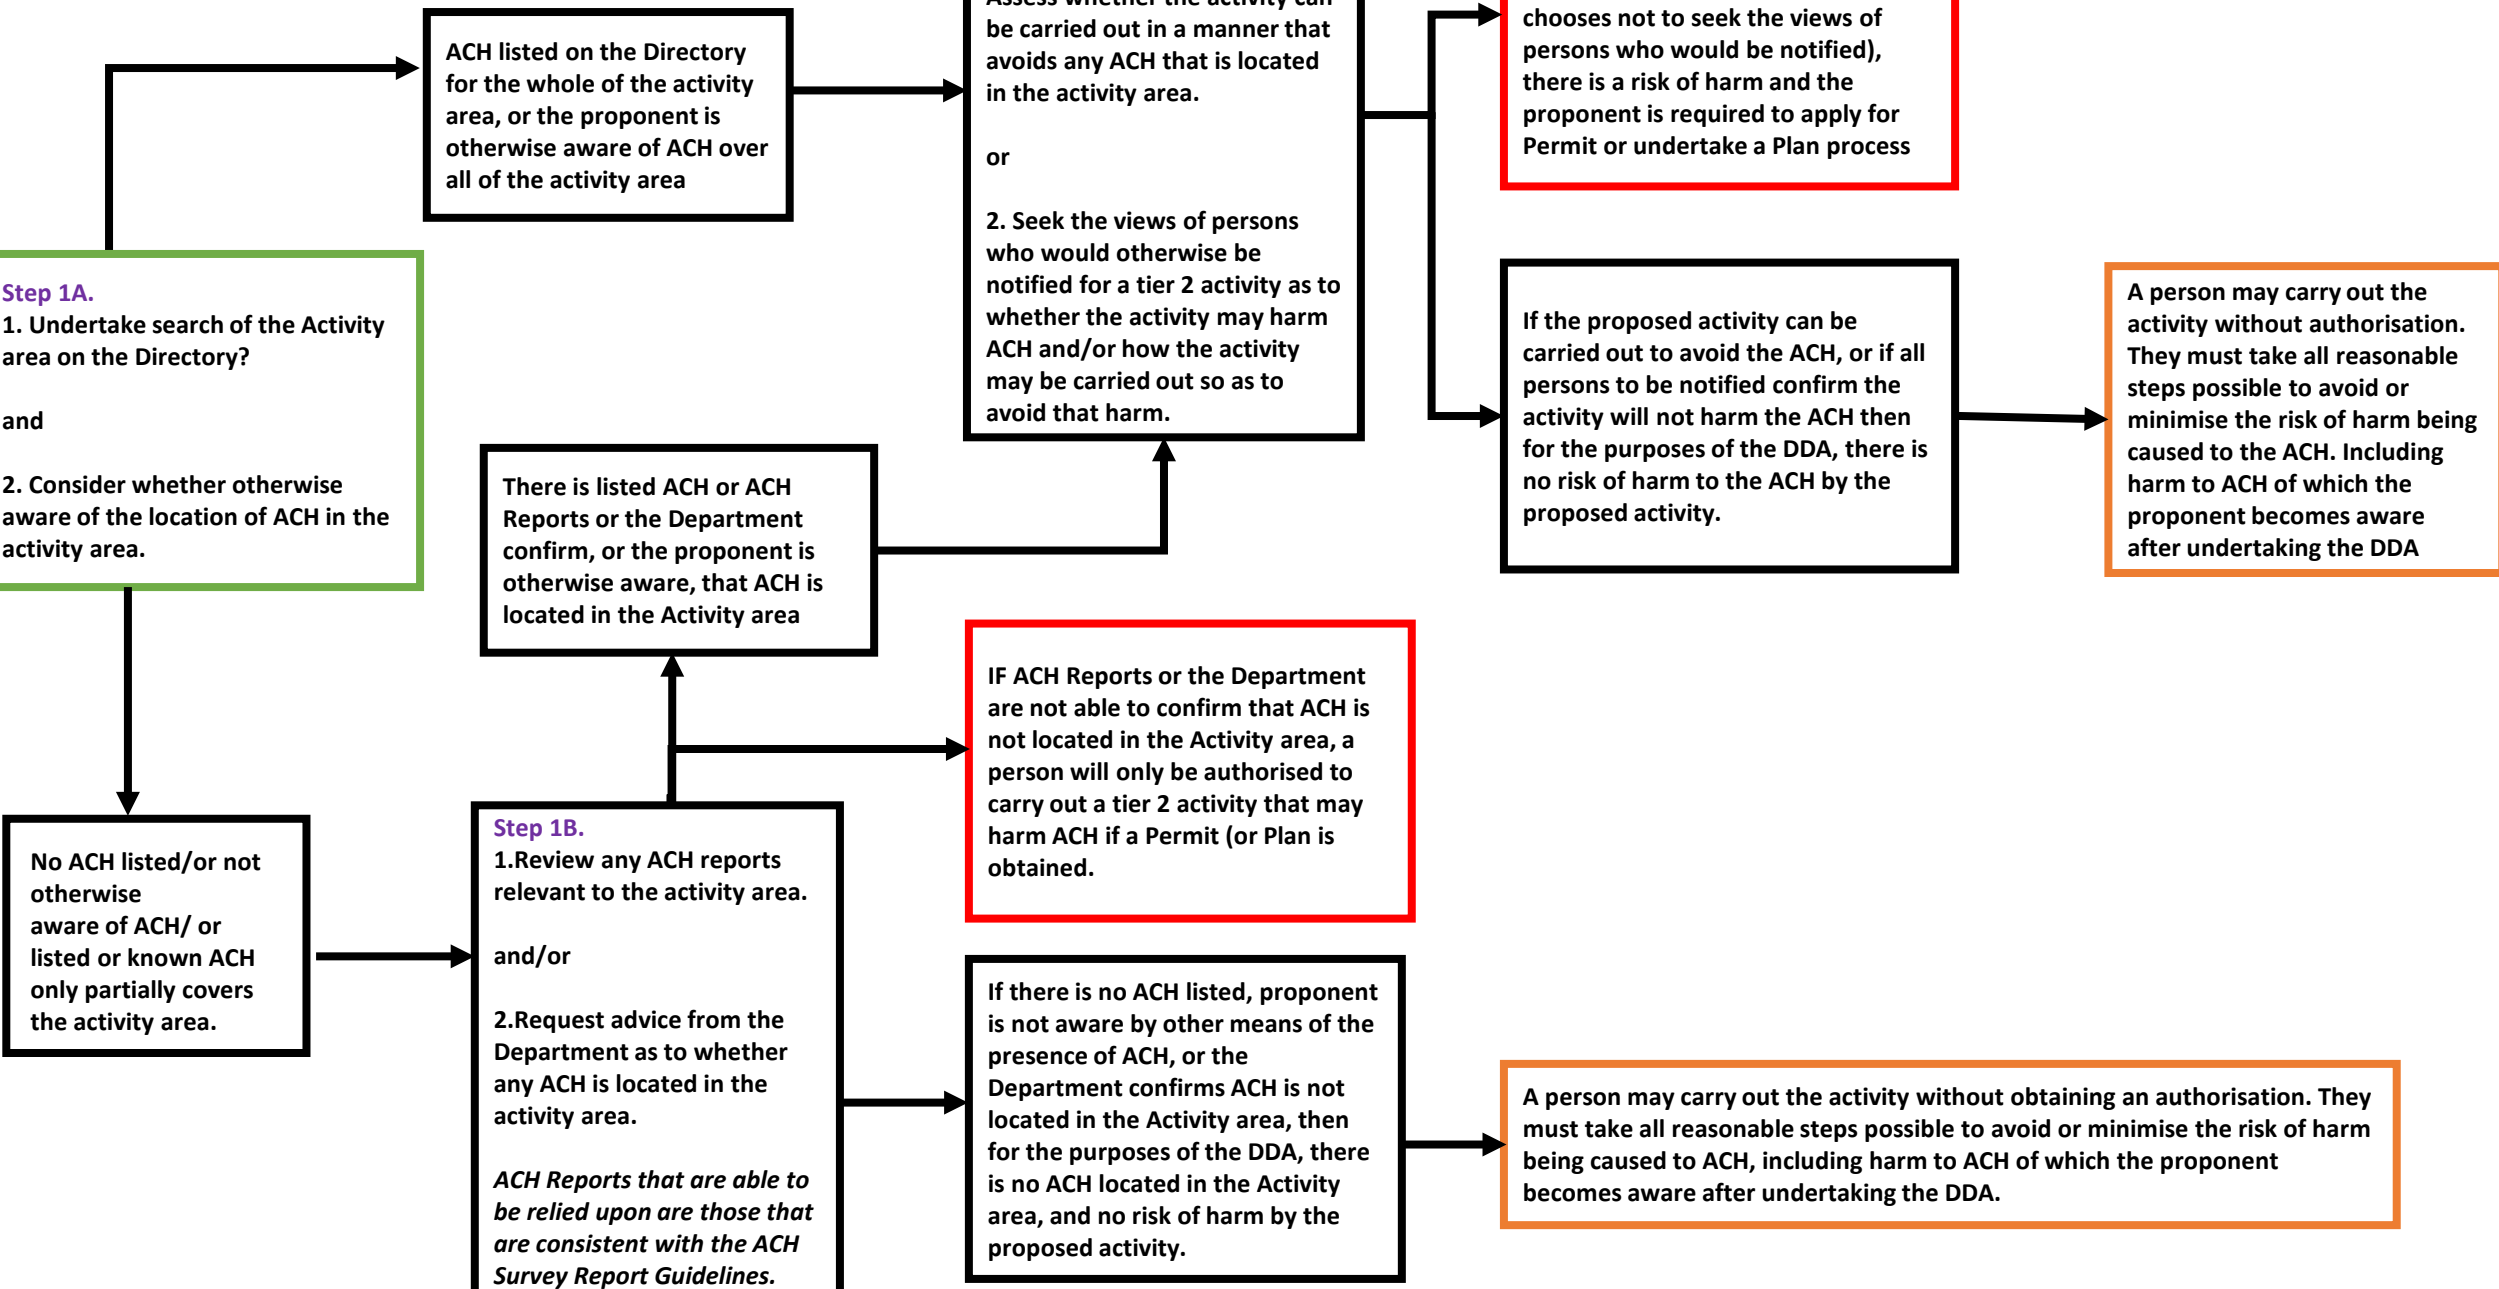 ACH listed on the Directory
for the whole of the activity
area, or the proponent is
otherwise aware of ACH over
all of the activity area
Assess whether the activity can
be carried out in a manner that
avoids any ACH that is located
in the activity area.
or
2. Seek the views of persons
who would otherwise be
notified for a tier 2 activity as to
whether the activity may harm
ACH and/or how the activity
may be carried out so as to
avoid that harm.
chooses not to seek the views of
persons who would be notified),
there is a risk of harm and the
proponent is required to apply for
Permit or undertake a Plan process
Step 1A.
1. Undertake search of the Activity
area on the Directory?
and
2. Consider whether otherwise
aware of the location of ACH in the
activity area.
If the proposed activity can be
carried out to avoid the ACH, or if all
persons to be notified confirm the
activity will not harm the ACH then
for the purposes of the DDA, there is
no risk of harm to the ACH by the
proposed activity.
A person may carry out the
activity without authorisation.
They must take all reasonable
steps possible to avoid or
minimise the risk of harm being
caused to the ACH. Including
harm to ACH of which the
proponent becomes aware
after undertaking the DDA
There is listed ACH or ACH
Reports or the Department
confirm, or the proponent is
otherwise aware, that ACH is
located in the Activity area
IF ACH Reports or the Department
are not able to confirm that ACH is
not located in the Activity area, a
person will only be authorised to
carry out a tier 2 activity that may
harm ACH if a Permit (or Plan is
obtained.
No ACH listed/or not
otherwise
aware of ACH/ or
listed or known ACH
only partially covers
the activity area.
Step 1B.
1.Review any ACH reports
relevant to the activity area.
and/or
2.Request advice from the
Department as to whether
any ACH is located in the
activity area.
ACH Reports that are able to
be relied upon are those that
are consistent with the ACH
Survey Report Guidelines.
If there is no ACH listed, proponent
is not aware by other means of the
presence of ACH, or the
Department confirms ACH is not
located in the Activity area, then
for the purposes of the DDA, there
is no ACH located in the Activity
area, and no risk of harm by the
proposed activity.
A person may carry out the activity without obtaining an authorisation. They
must take all reasonable steps possible to avoid or minimise the risk of harm
being caused to ACH, including harm to ACH of which the proponent
becomes aware after undertaking the DDA.